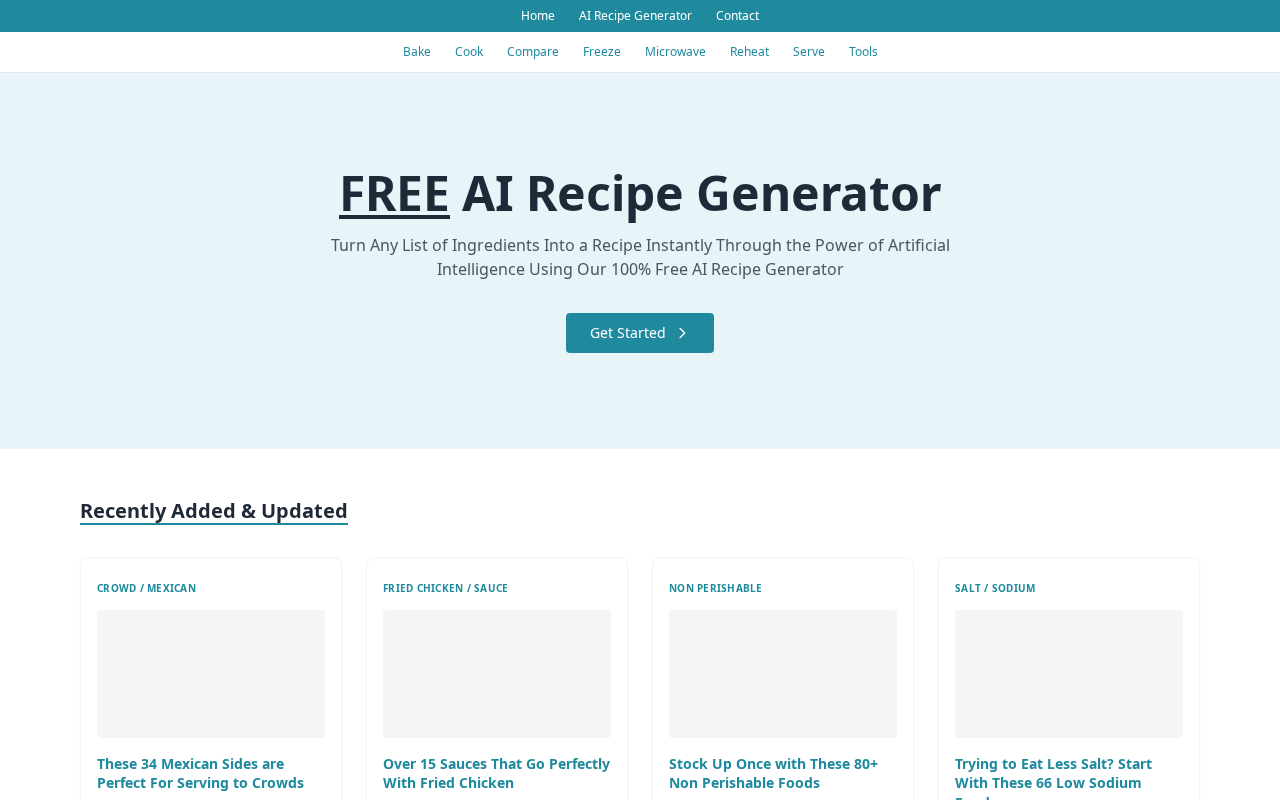 Home AI Recipe Generator Contact
Bake Cook Compare Freeze Microwave Reheat Serve Tools
FREE AI Recipe Generator
Turn Any List of Ingredients Into a Recipe Instantly Through the Power of Artificial
Intelligence Using Our 100% Free AI Recipe Generator
Get Started
Recently Added & Updated
CROWD / MEXICAN
These 34 Mexican Sides are
Perfect For Serving to Crowds
FRIED CHICKEN / SAUCE
Over 15 Sauces That Go Perfectly
With Fried Chicken
NON PERISHABLE
Stock Up Once with These 80+
Non Perishable Foods
SALT / SODIUM
Trying to Eat Less Salt? Start
With These 66 Low Sodium